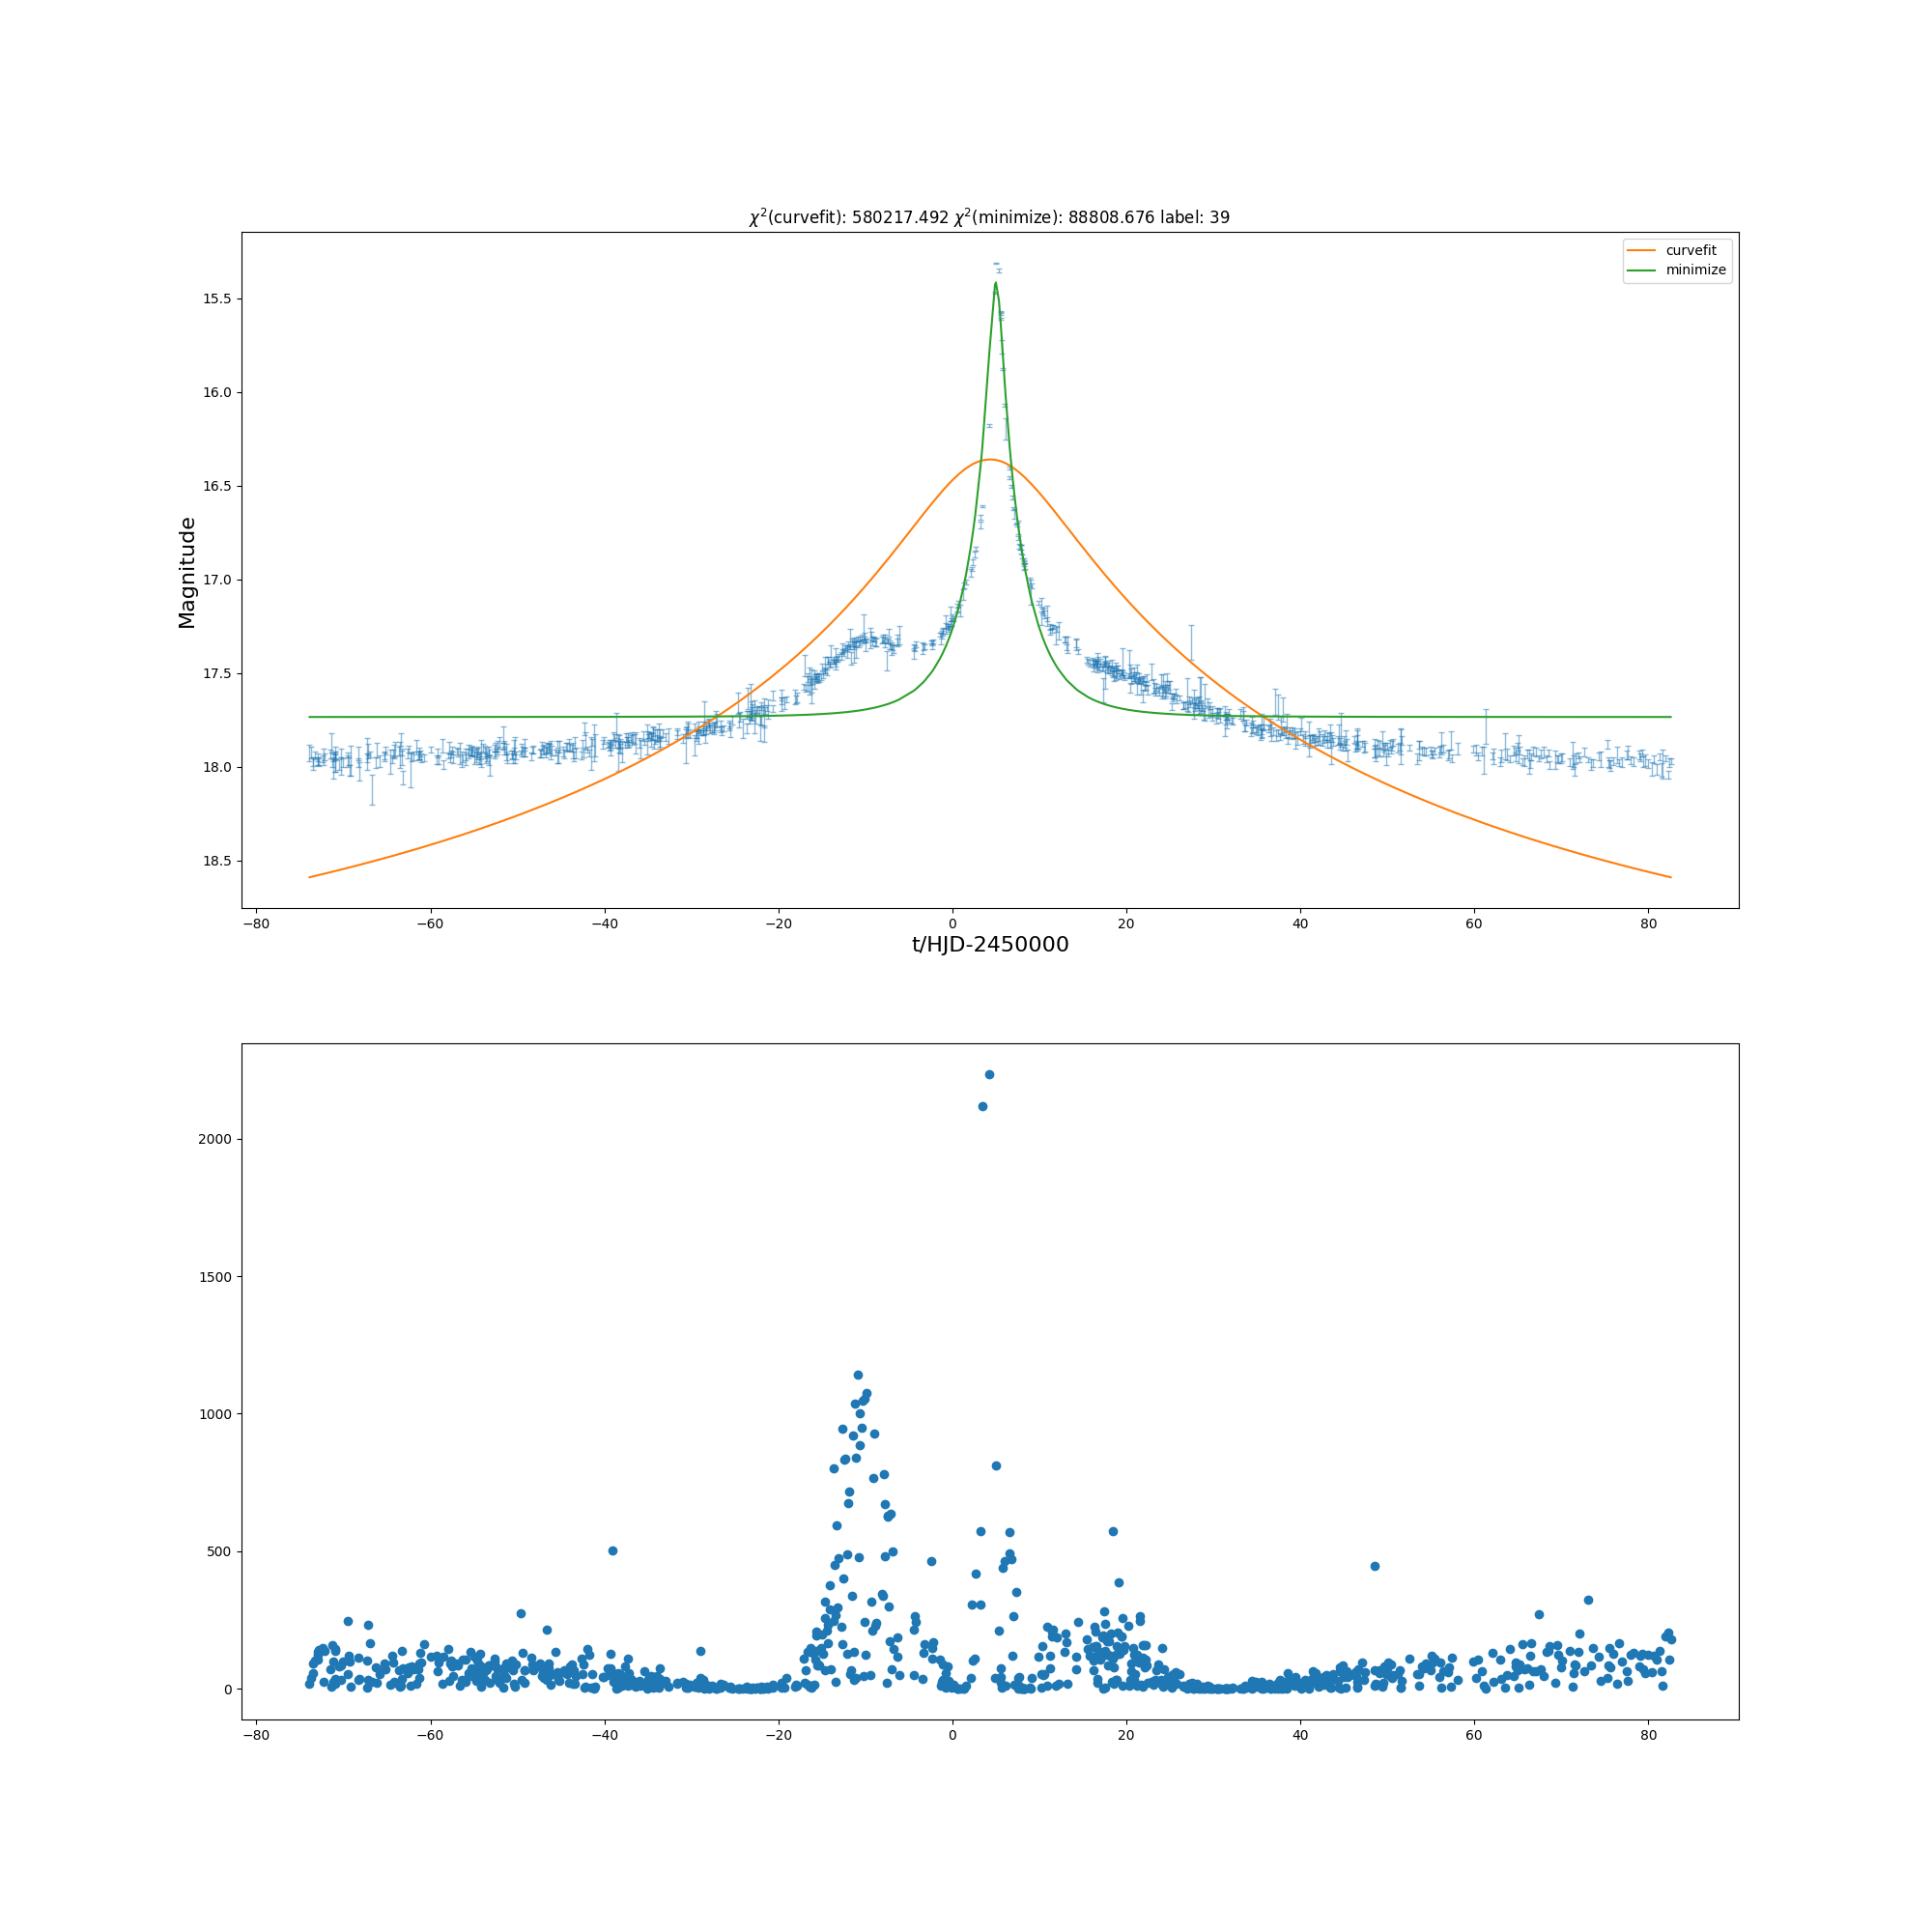 χ²(curvefit): 580217.492 χ²(minimize): 88808.676 label: 39
curvefit
minimize
Magnitude
15.5
16.0
16.5
17.0
17.5
18.0
18.5
−80 −60 −40 −20 0 20 40 60 80
t/HJD-2450000
2000
1500
1000
500
0
−80 −60 −40 −20 0 20 40 60 80